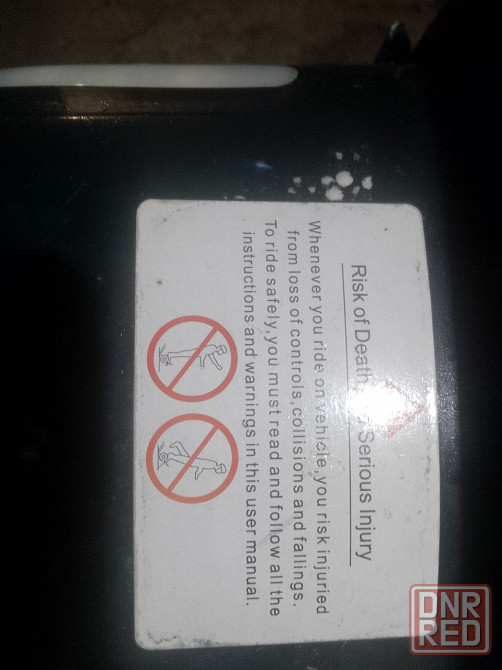 Risk of Death Serious Injury
Whenever you ride on vehicle,you risk injuried
from loss of controls,collisions and fallings.
To ride safely,you must read and follow all the
instructions and warnings in this user manual.
DNR
RED